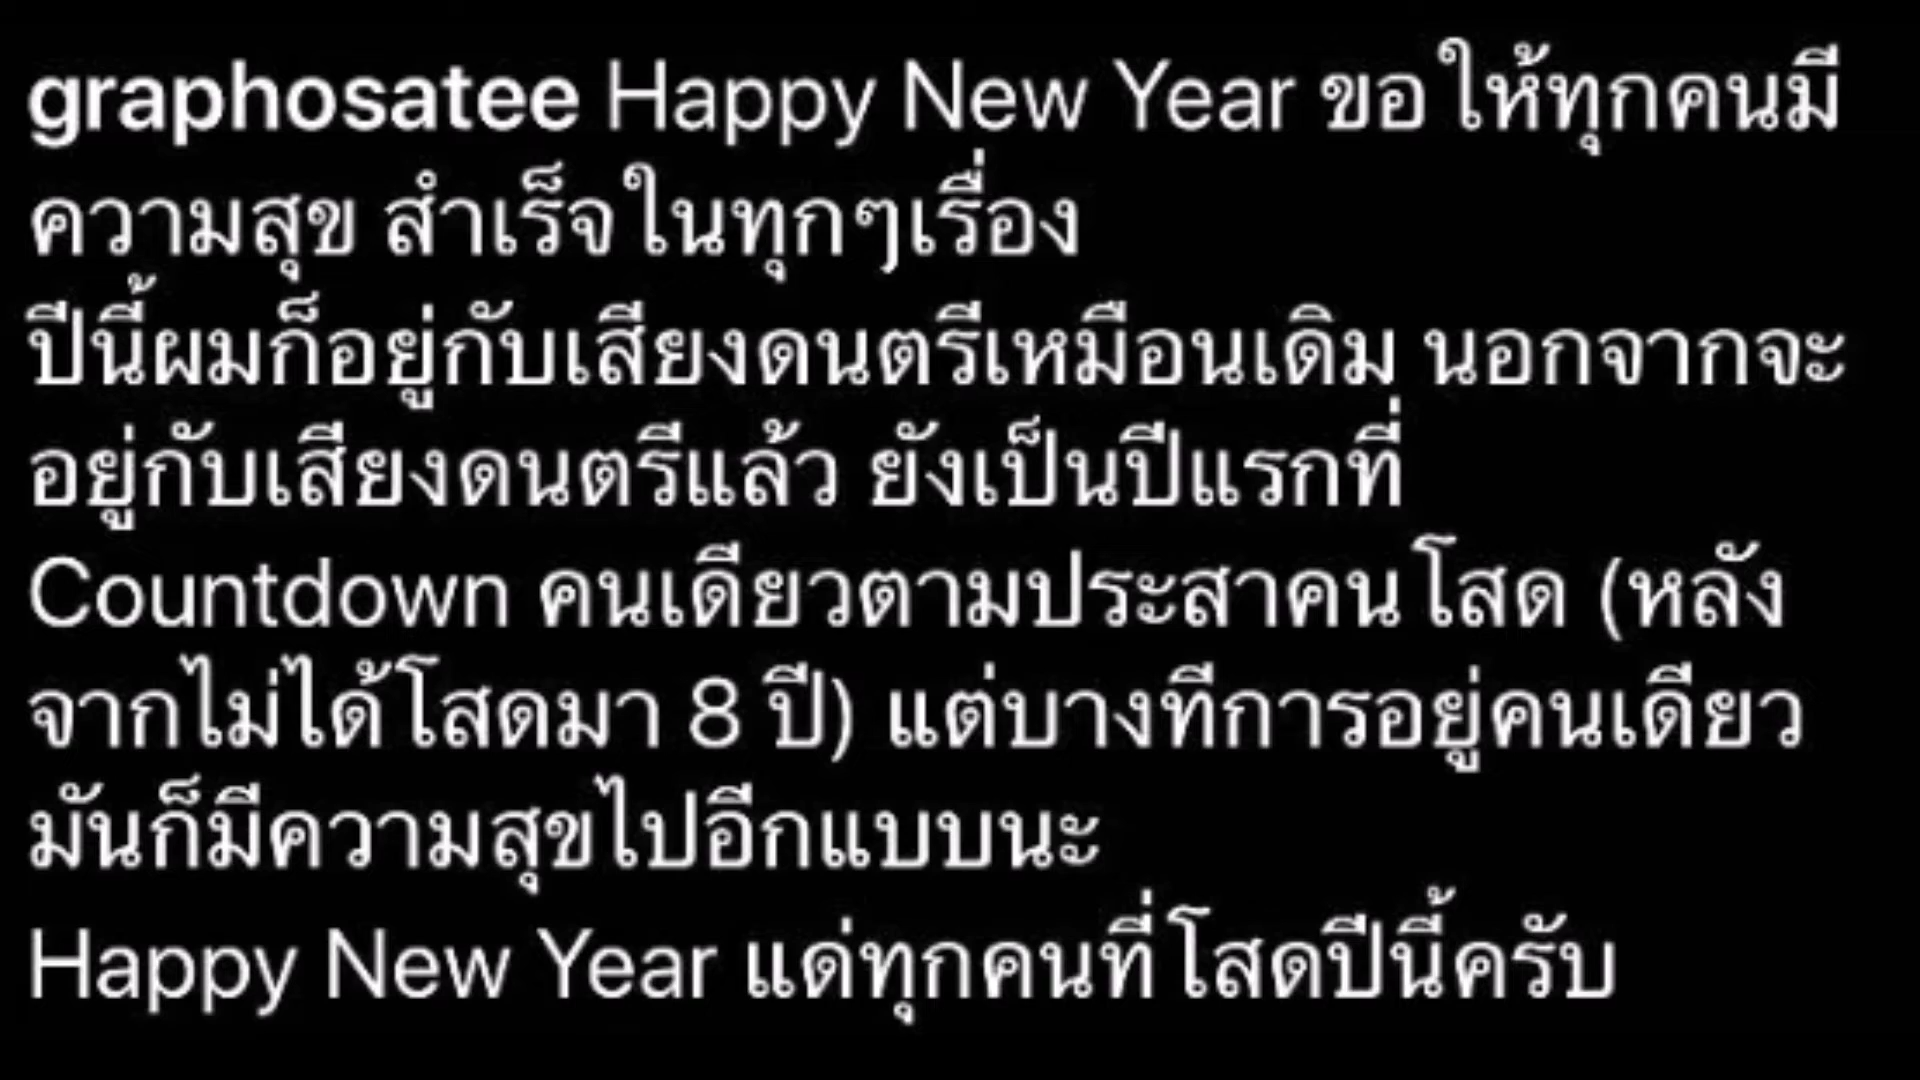 graphosatee Happy New Year ขอให้ทุกคนมี
ความสุข สำเร็จในทุกๆเรื่อง
ปีนี้ผมก็อยู่กับเสียงดนตรีเหมือนเดิม นอกจากจะ
อยู่กับเสียงดนตรีแล้ว ยังเป็นปีแรกที่
Countdown คนเดียวตามประสาคนโสด (หลัง
จากไม่ได้โสดมา 8 ปี) แต่บางทีการอยู่คนเดียว
มันก็มีความสุขไปอีกแบบนะ
Happy New Year แด่ทุกคนที่โสดปีนี้ครับ